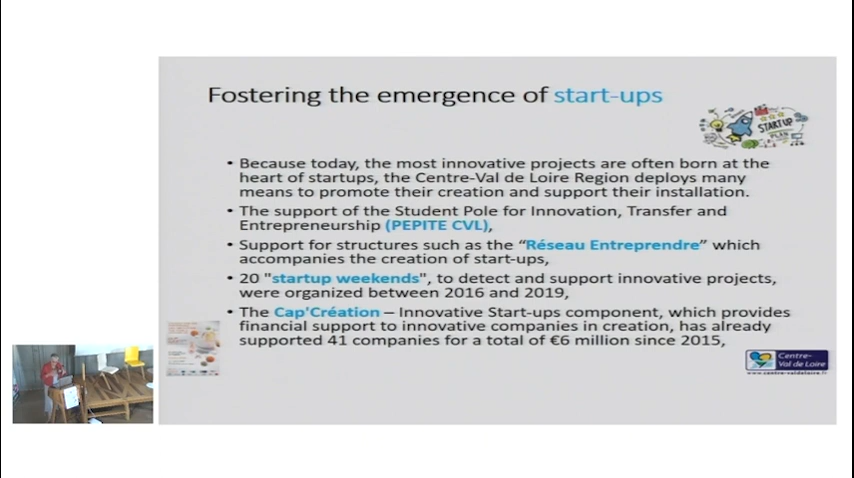 Fostering the emergence of start-ups
START UP
PLAN
• Because today, the most innovative projects are often born at the
heart of startups, the Centre-Val de Loire Region deploys many
means to promote their creation and support their installation.
• The support of the Student Pole for Innovation, Transfer and
Entrepreneurship (PEPITE CVL),
• Support for structures such as the “Réseau Entreprendre” which
accompanies the creation of start-ups,
• 20 "startup weekends", to detect and support innovative projects,
were organized between 2016 and 2019,
• The Cap'Création – Innovative Start-ups component, which provides
financial support to innovative companies in creation, has already
supported 41 companies for a total of €6 million since 2015,
Centre-
Val de Loire